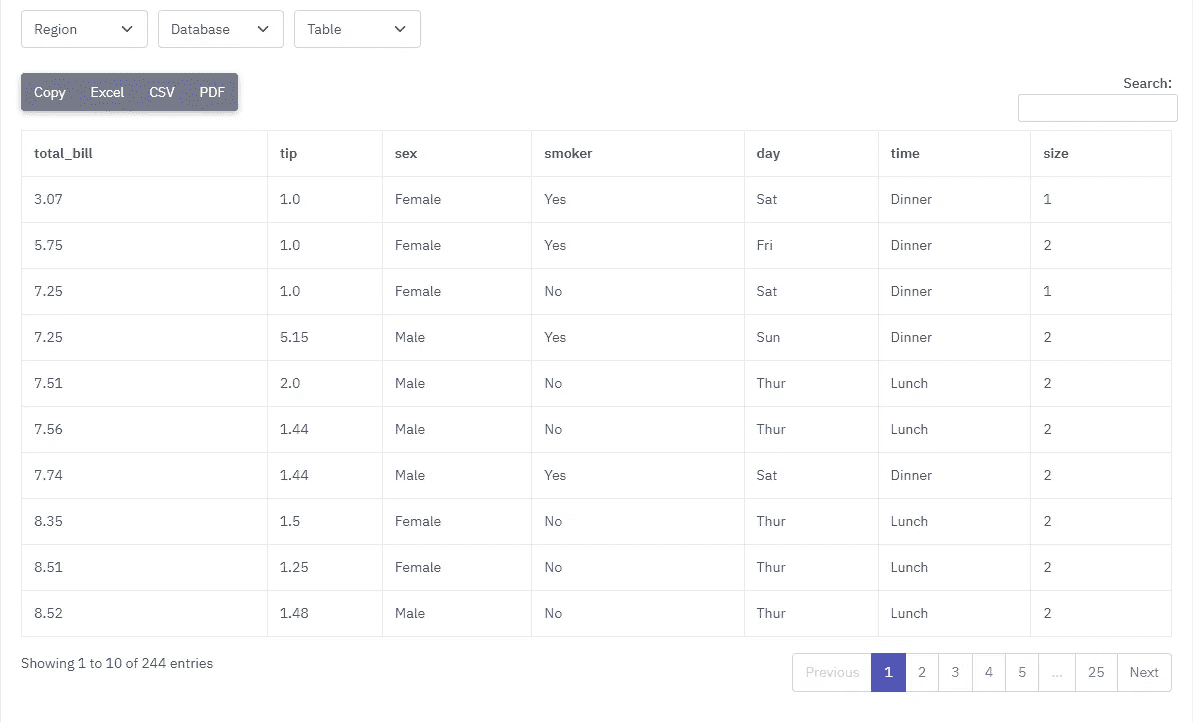 Region Database Table
Copy Excel CSV PDF
Search:
total_bill tip sex smoker day time size
3.07 1.0 Female Yes Sat Dinner 1
5.75 1.0 Female Yes Fri Dinner 2
7.25 1.0 Female No Sat Dinner 1
7.25 5.15 Male Yes Sun Dinner 2
7.51 2.0 Male No Thur Lunch 2
7.56 1.44 Male No Thur Lunch 2
7.74 1.44 Male Yes Sat Dinner 2
8.35 1.5 Female No Thur Lunch 2
8.51 1.25 Female No Thur Lunch 2
8.52 1.48 Male No Thur Lunch 2
Showing 1 to 10 of 244 entries
Previous 1 2 3 4 5 ... 25 Next